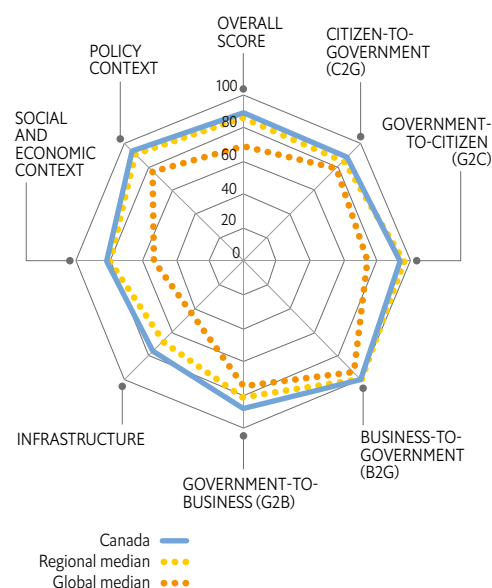 OVERALL
SCORE
CITIZEN-TO-
GOVERNMENT
(C2G)
GOVERNMENT-
TO-CITIZEN
(G2C)
BUSINESS-TO-
GOVERNMENT
(B2G)
GOVERNMENT-TO-
BUSINESS (G2B)
INFRASTRUCTURE
SOCIAL
AND
ECONOMIC
CONTEXT
POLICY
CONTEXT
100
80
60
40
20
0
Canada
Regional median
Global median